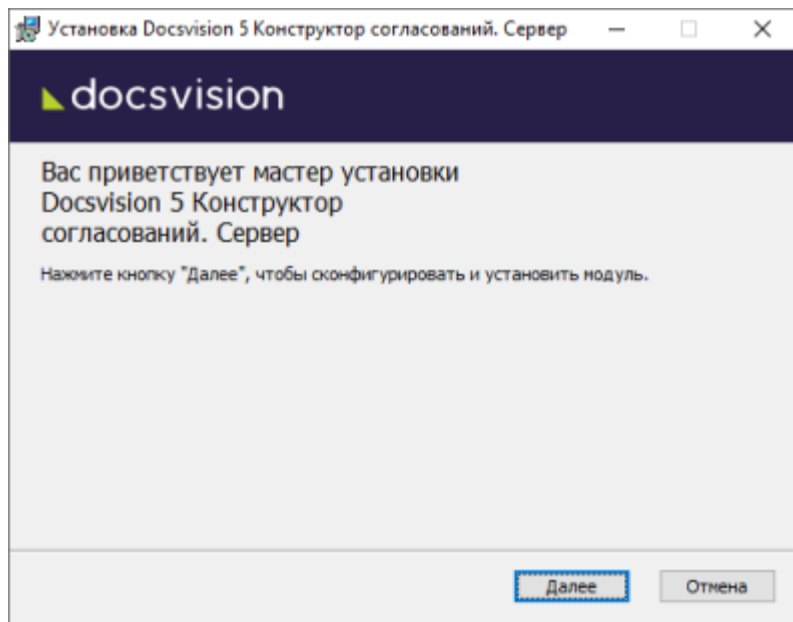 Установка Docsvision 5 Конструктор согласований. Сервер
docsvision
Вас приветствует мастер установки
Docsvision 5 Конструктор
согласований. Сервер
Нажмите кнопку "Далее", чтобы сконфигурировать и установить модуль.
Далее
Отмена